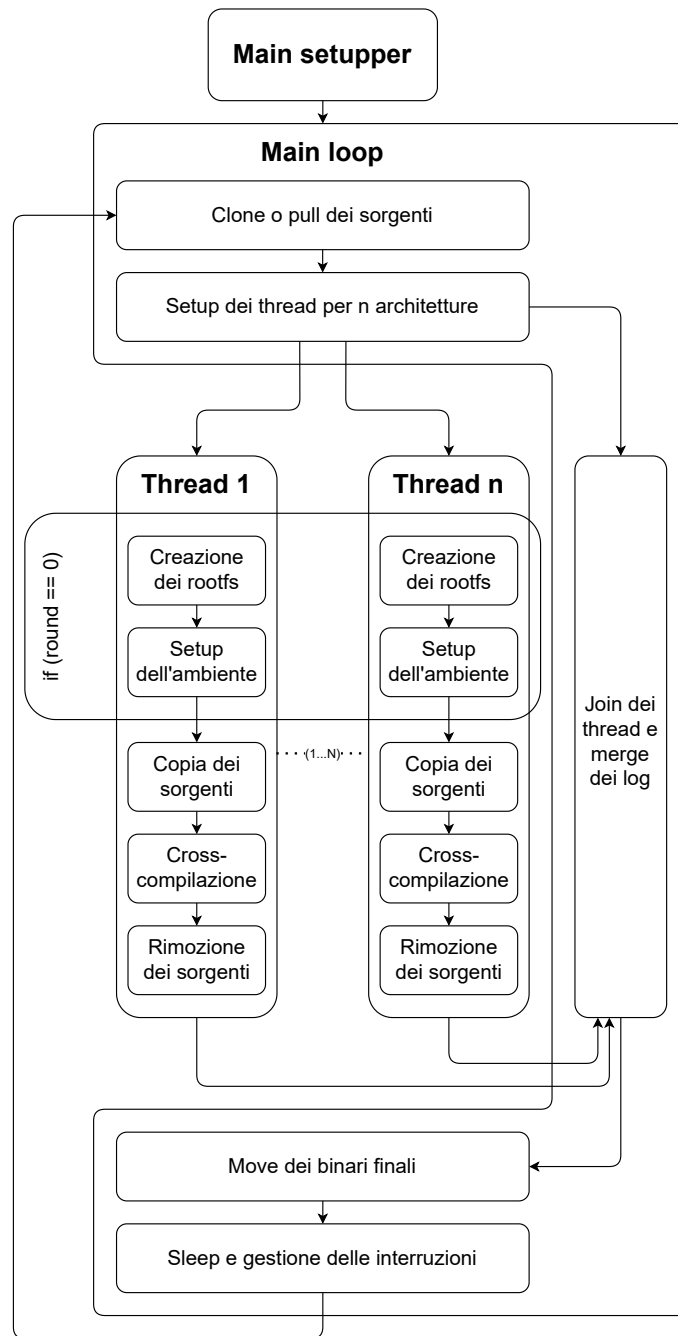 Main setupper
Main loop
Clone o pull dei sorgenti
Setup dei thread per n architetture
Thread 1
if (round == 0)
Creazione
dei rootfs
Setup
dell'ambiente
Copia dei
sorgenti
Cross-
compilazione
Rimozione
dei sorgenti
(1...N)
Thread n
Creazione
dei rootfs
Setup
dell'ambiente
Copia dei
sorgenti
Cross-
compilazione
Rimozione
dei sorgenti
Join dei
thread e
merge
dei log
Move dei binari finali
Sleep e gestione delle interruzioni